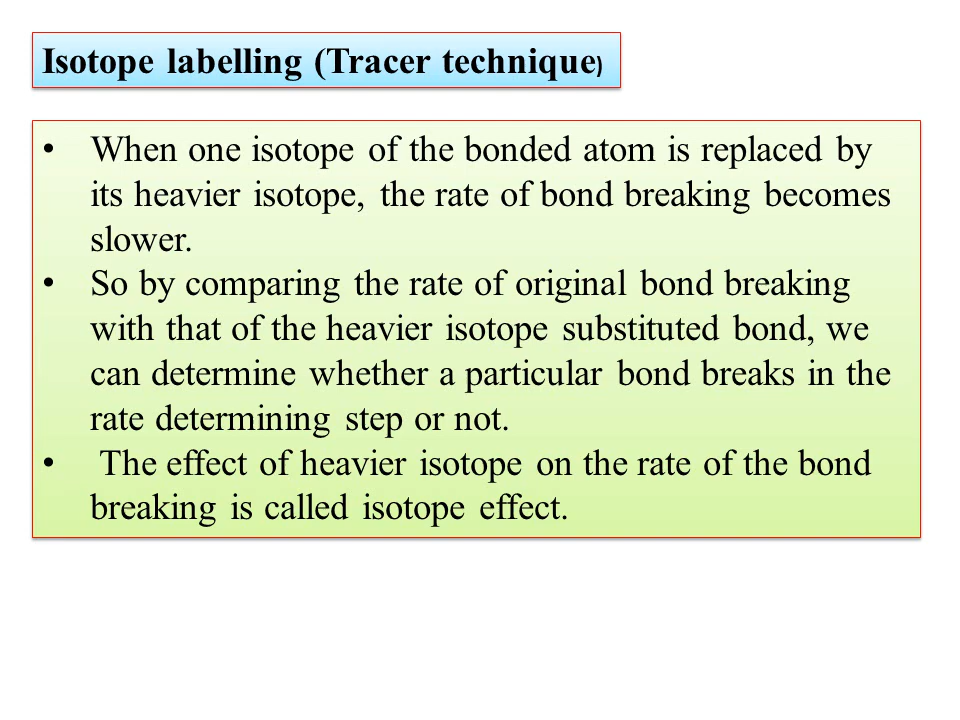 Isotope labelling (Tracer technique)
• When one isotope of the bonded atom is replaced by
its heavier isotope, the rate of bond breaking becomes
slower.
• So by comparing the rate of original bond breaking
with that of the heavier isotope substituted bond, we
can determine whether a particular bond breaks in the
rate determining step or not.
• The effect of heavier isotope on the rate of the bond
breaking is called isotope effect.